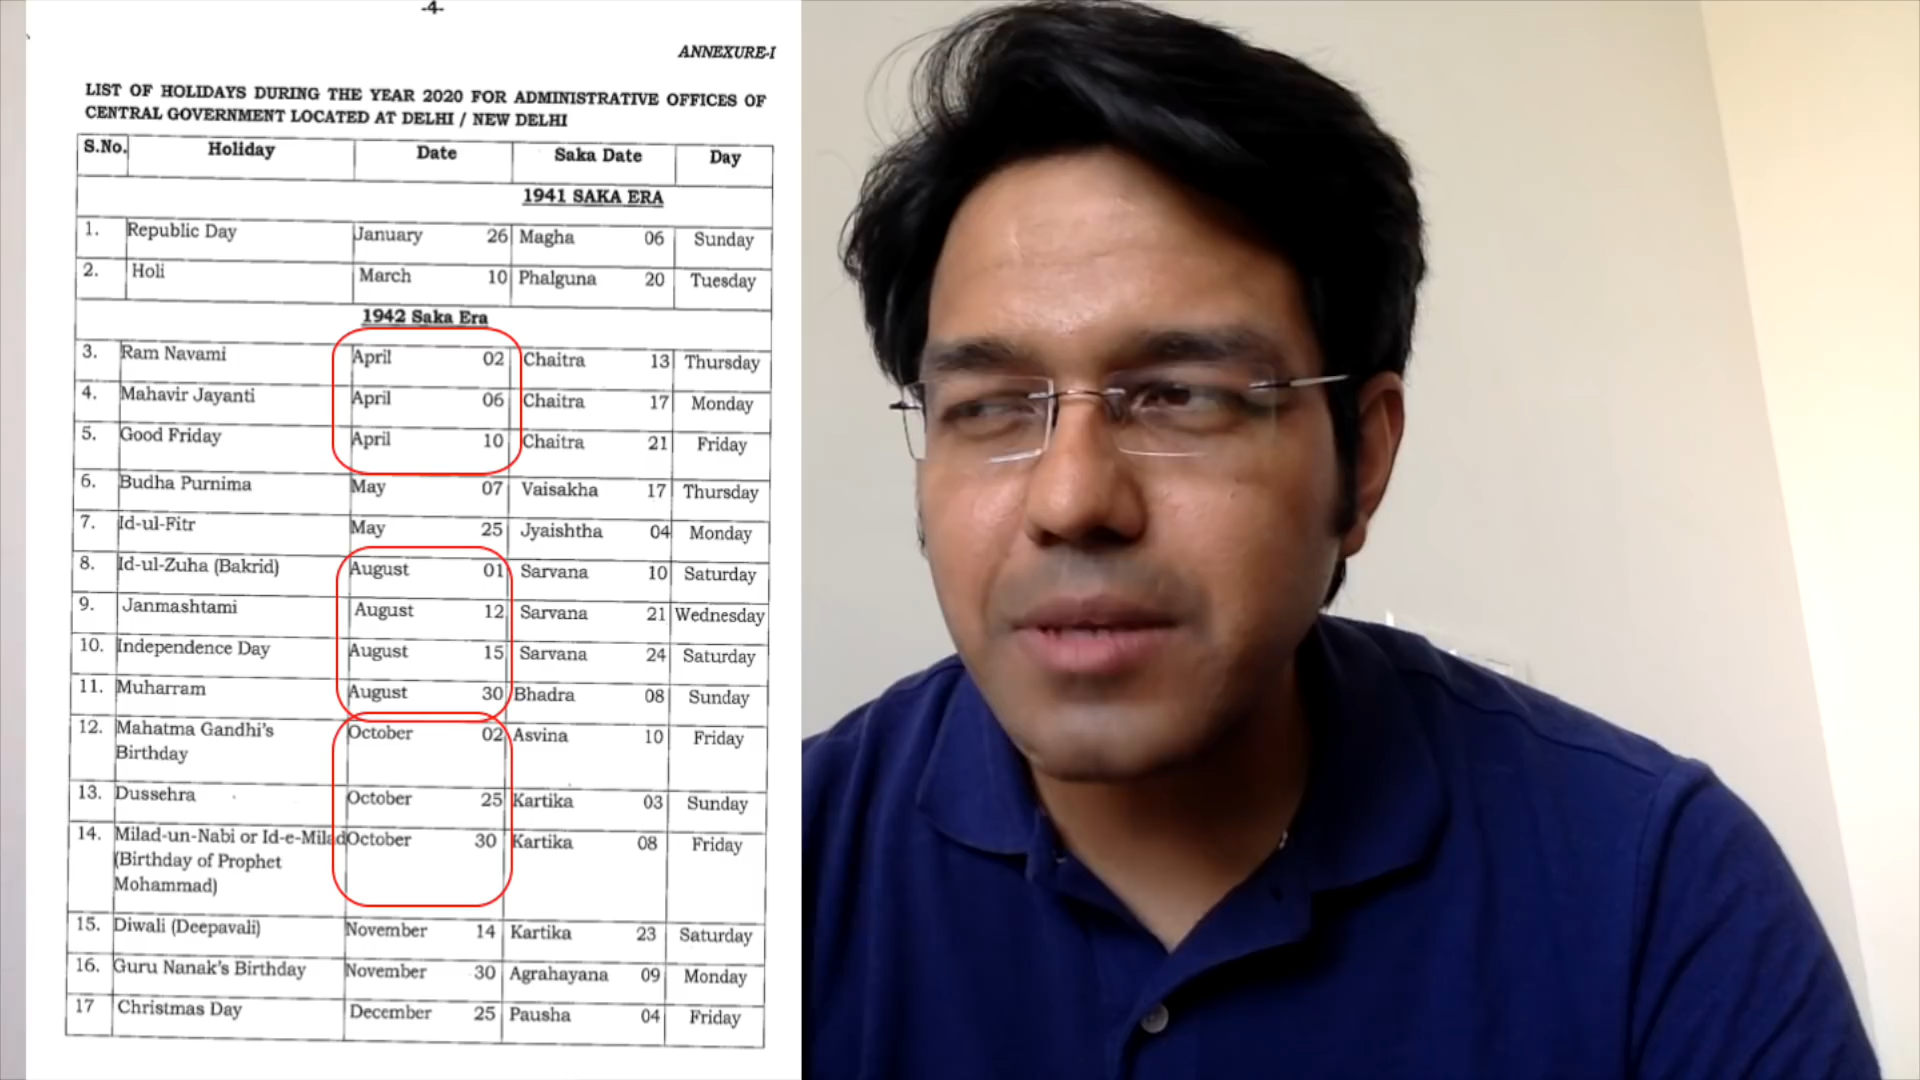 -4-
ANNEXURE-I
LIST OF HOLIDAYS DURING THE YEAR 2020 FOR ADMINISTRATIVE OFFICES OF
CENTRAL GOVERNMENT LOCATED AT DELHI / NEW DELHI
S.No. Holiday Date Saka Date Day
1941 SAKA ERA
1. Republic Day January 26 Magha 06 Sunday
2. Holi March 10 Phalguna 20 Tuesday
1942 Saka Era
3. Ram Navami April 02 Chaitra 13 Thursday
4. Mahavir Jayanti April 06 Chaitra 17 Monday
5. Good Friday April 10 Chaitra 21 Friday
6. Budha Purnima May 07 Vaisakha 17 Thursday
7. Id-ul-Fitr May 25 Jyaishtha 04 Monday
8. Id-ul-Zuha (Bakrid) August 01 Sarvana 10 Saturday
9. Janmashtami August 12 Sarvana 21 Wednesday
10. Independence Day August 15 Sarvana 24 Saturday
11. Muharram August 30 Bhadra 08 Sunday
12. Mahatma Gandhi's October 02 Asvina 10 Friday
Birthday
13. Dussehra October 25 Kartika 03 Sunday
14. Milad-un-Nabi or Id-e-Milad October 30 Kartika 08 Friday
(Birthday of Prophet
Mohammad)
15. Diwali (Deepavali) November 14 Kartika 23 Saturday
16. Guru Nanak's Birthday November 30 Agrahayana 09 Monday
17 Christmas Day December 25 Pausha 04 Friday